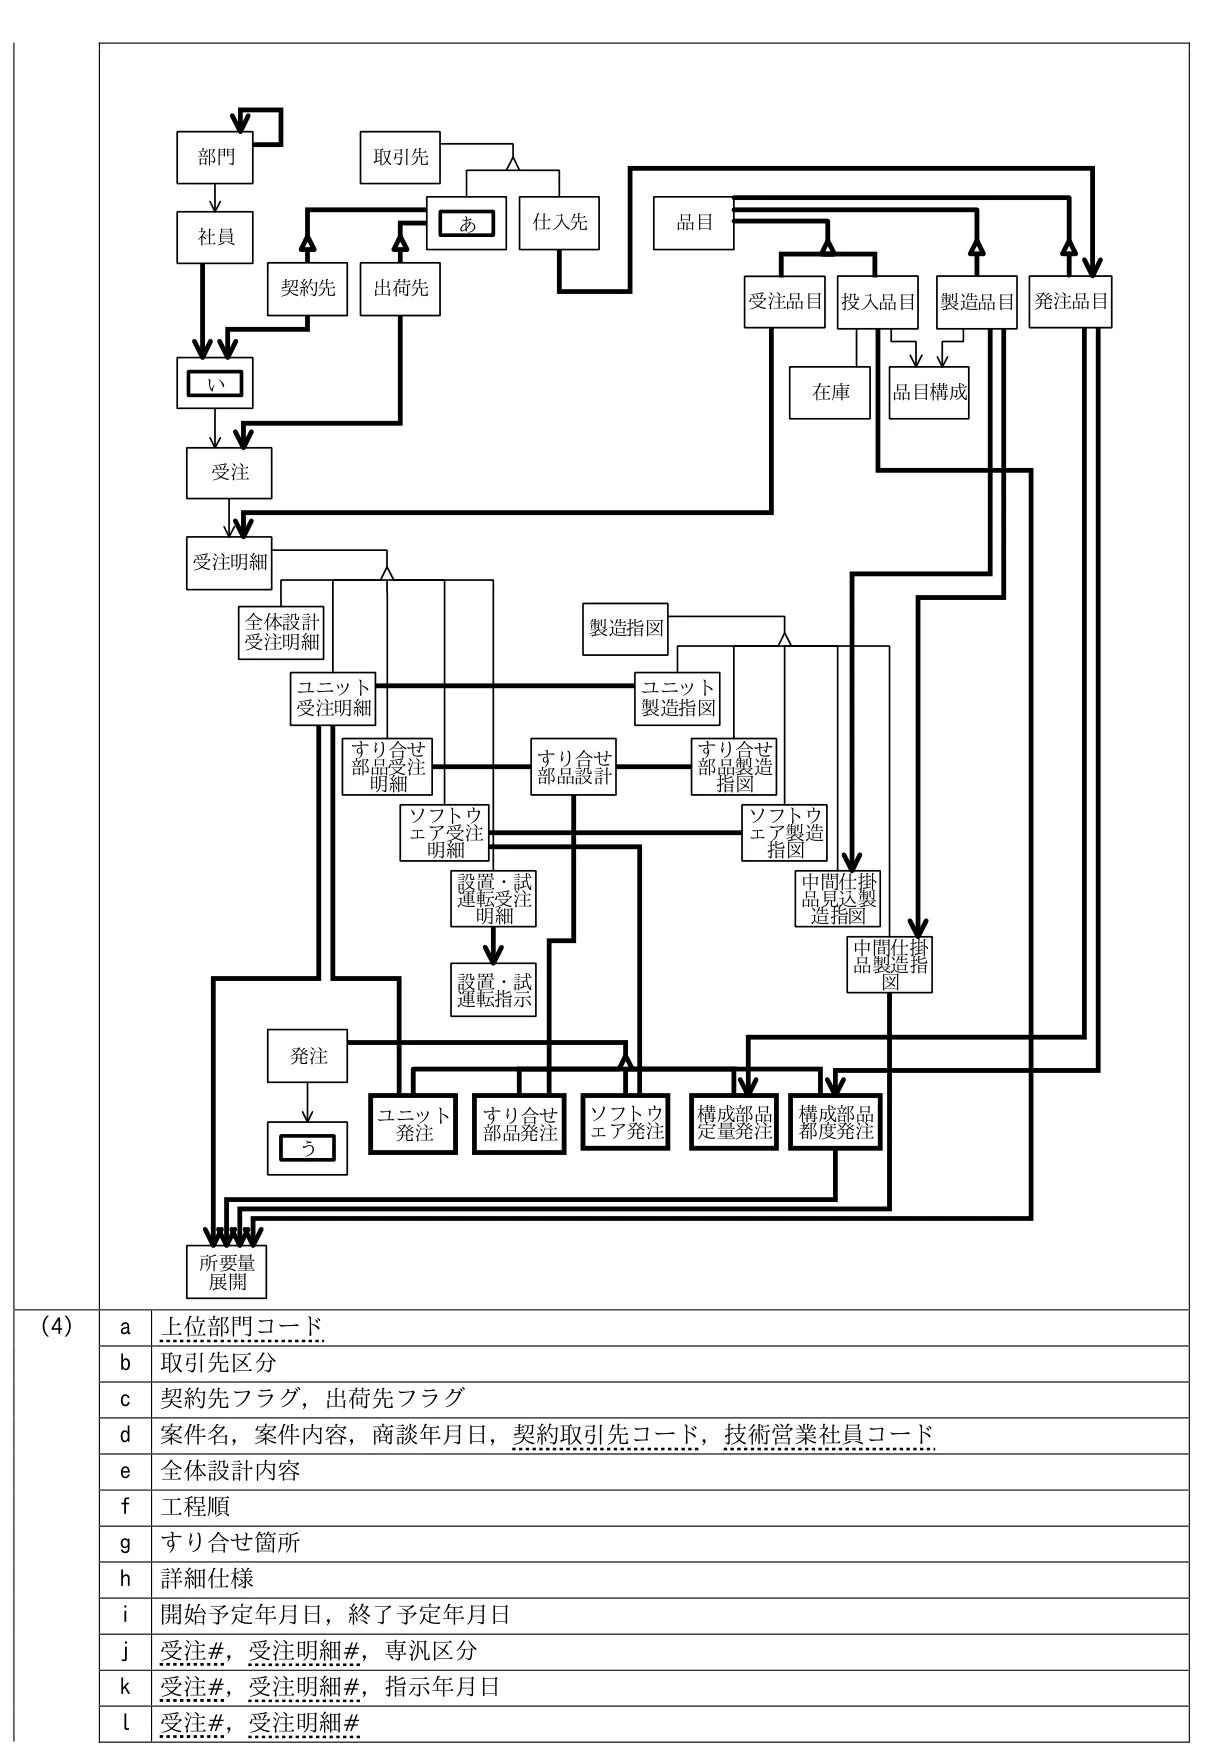 部門
取引先
社員
あ
仕入先
品目
契約先
出荷先
受注品目
投入品目
製造品目
発注品目
い
在庫
品目構成
受注
受注明細
全体設計
受注明細
製造指図
ユニット
受注明細
ユニット
製造指図
すり合せ
部品受注
明細
すり合せ
部品設計
すり合せ
部品製造
指図
ソフトウ
ェア受注
明細
ソフトウ
ェア製造
指図
設置・試
運転受注
明細
中間仕掛
品見込製
造指図
中間仕掛
品製造指
図
設置・試
運転指示
発注
ユニット
発注
すり合せ
部品発注
ソフトウ
ェア発注
構成部品
定量発注
構成部品
都度発注
う
所要量
展開
(4)
a 上位部門コード
b 取引先区分
c 契約先フラグ，出荷先フラグ
d 案件名，案件内容，商談年月日，契約取引先コード，技術営業社員コード
e 全体設計内容
f 工程順
g すり合せ箇所
h 詳細仕様
i 開始予定年月日，終了予定年月日
j 受注#，受注明細#，専汎区分
k 受注#，受注明細#，指示年月日
l 受注#，受注明細#